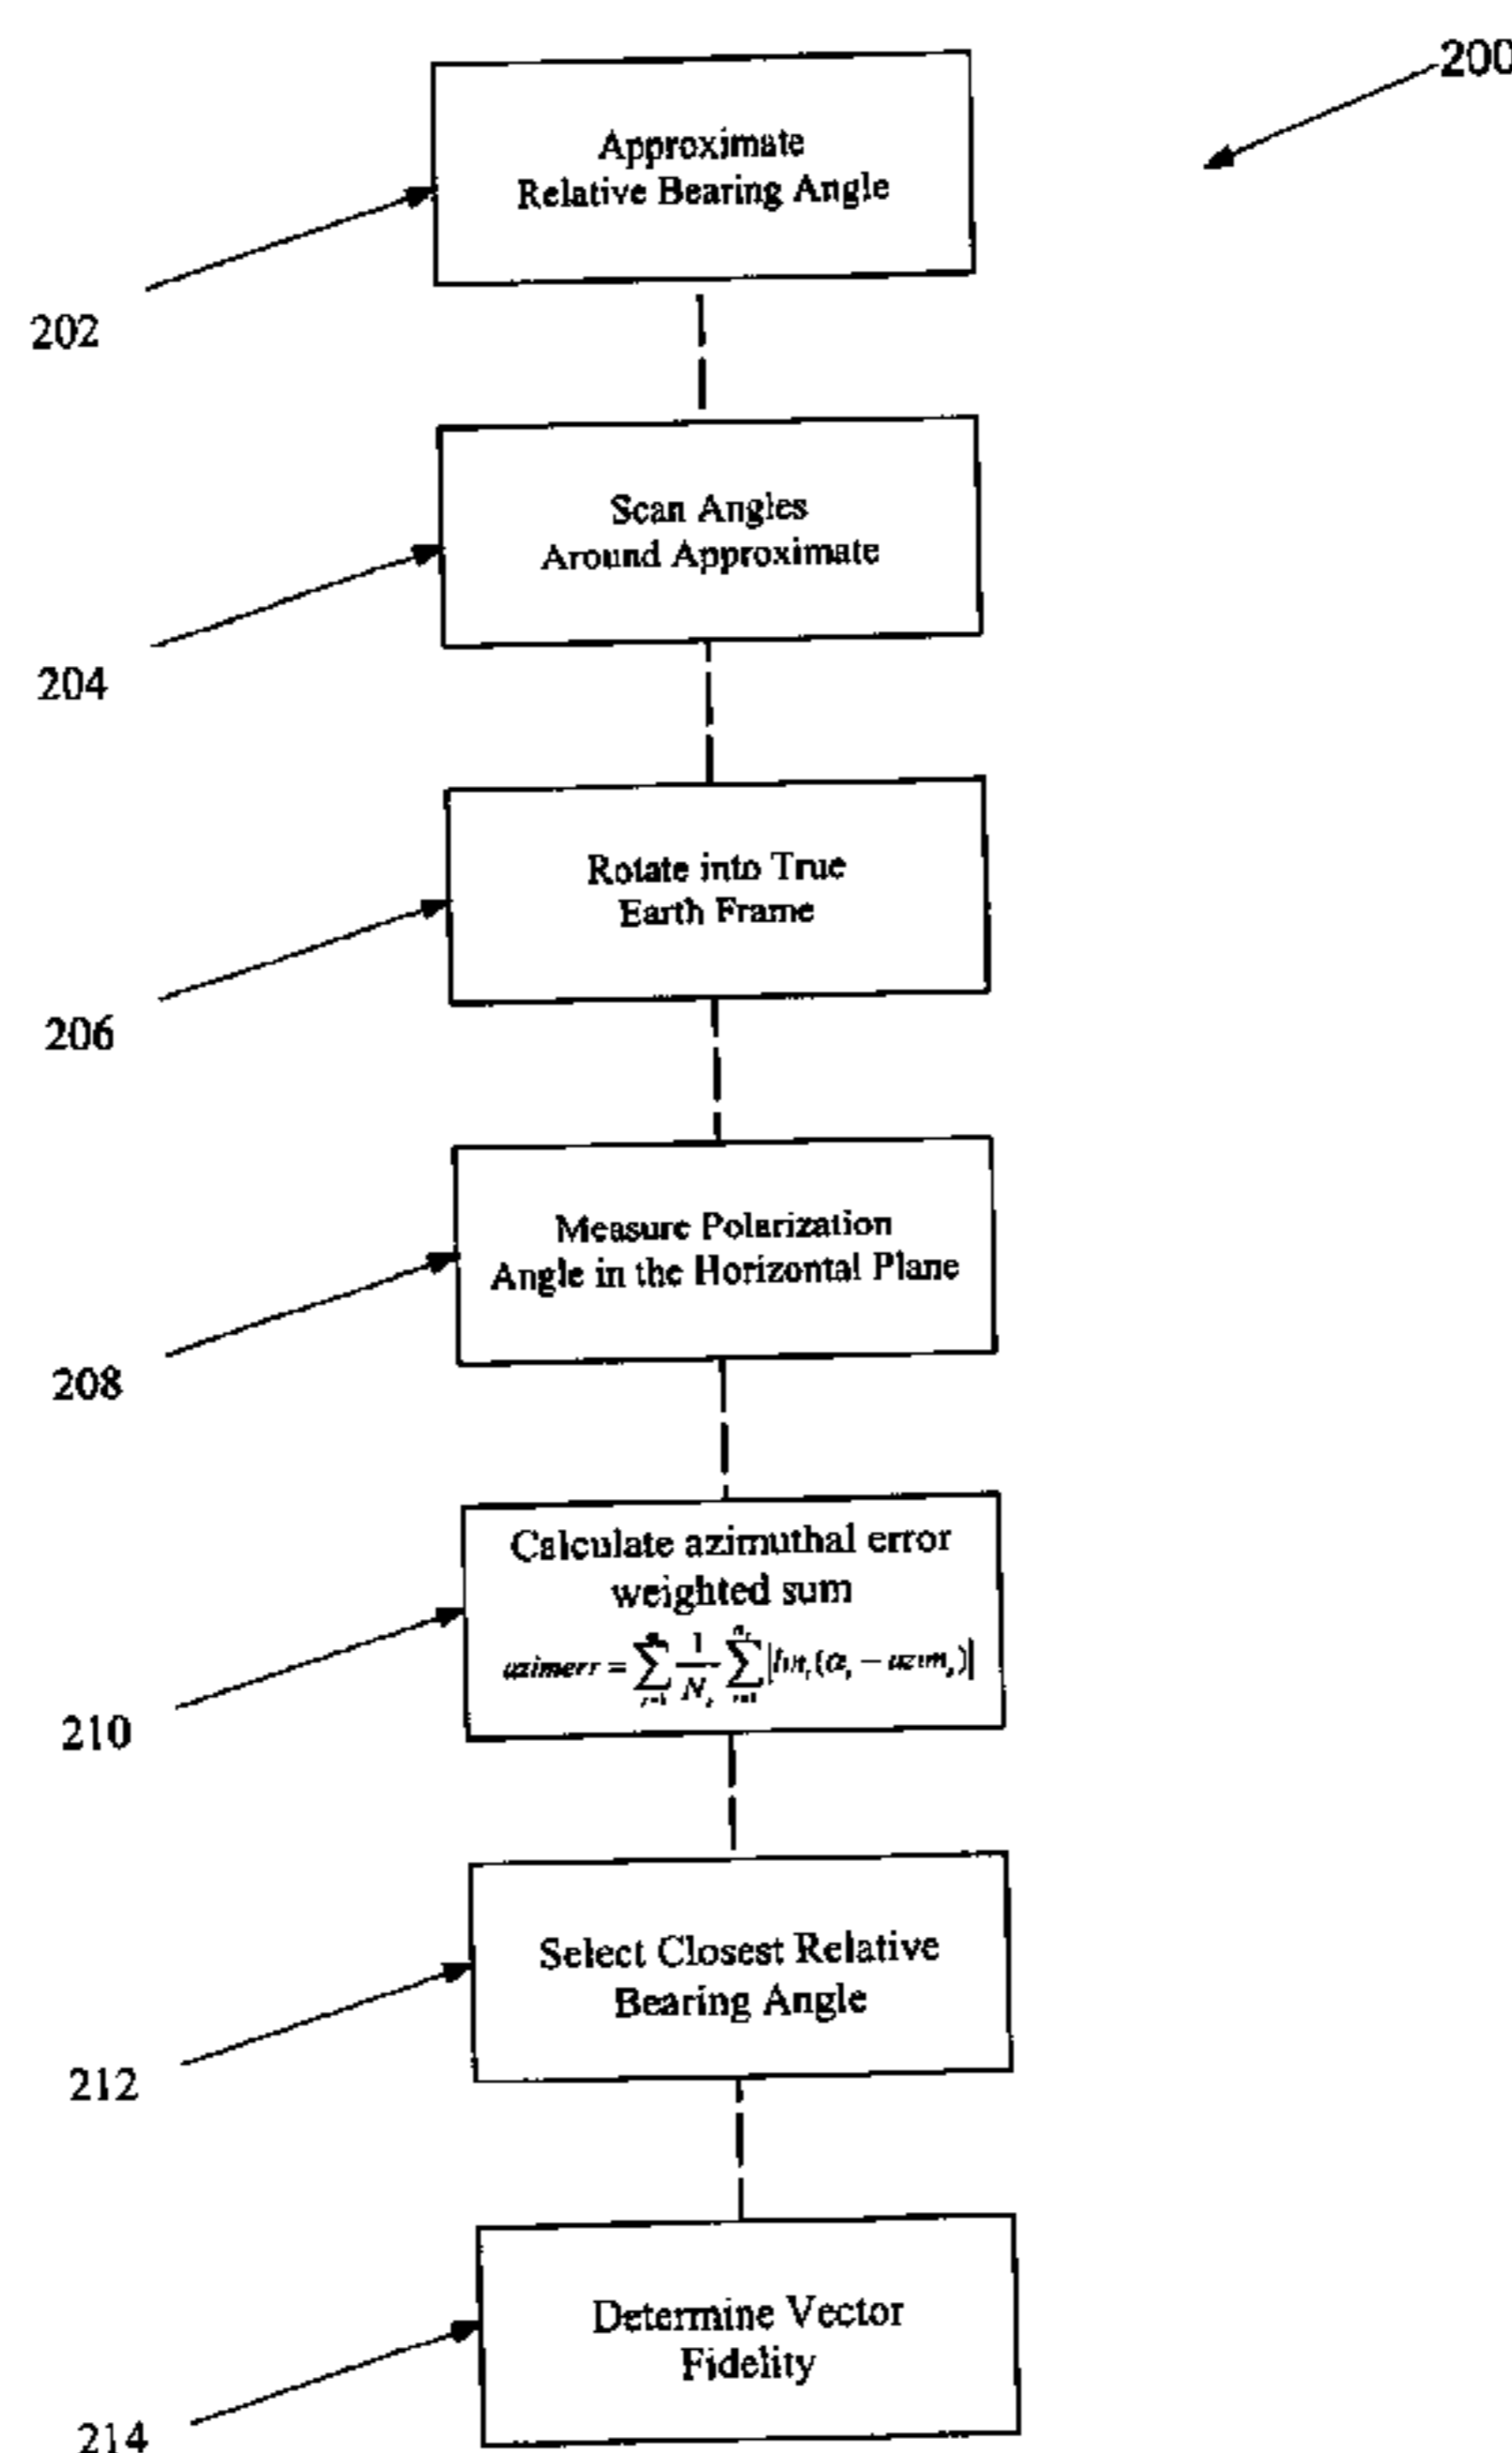 200
Approximate
Relative Bearing Angle
202
Scan Angles
Around Approximate
204
Rotate into True
Earth Frame
206
Measure Polarization
Angle in the Horizontal Plane
208
Calculate azimuthal error
weighted sum
azimerr =
210
Select Closest Relative
Bearing Angle
212
Determine Vector
Fidelity
214